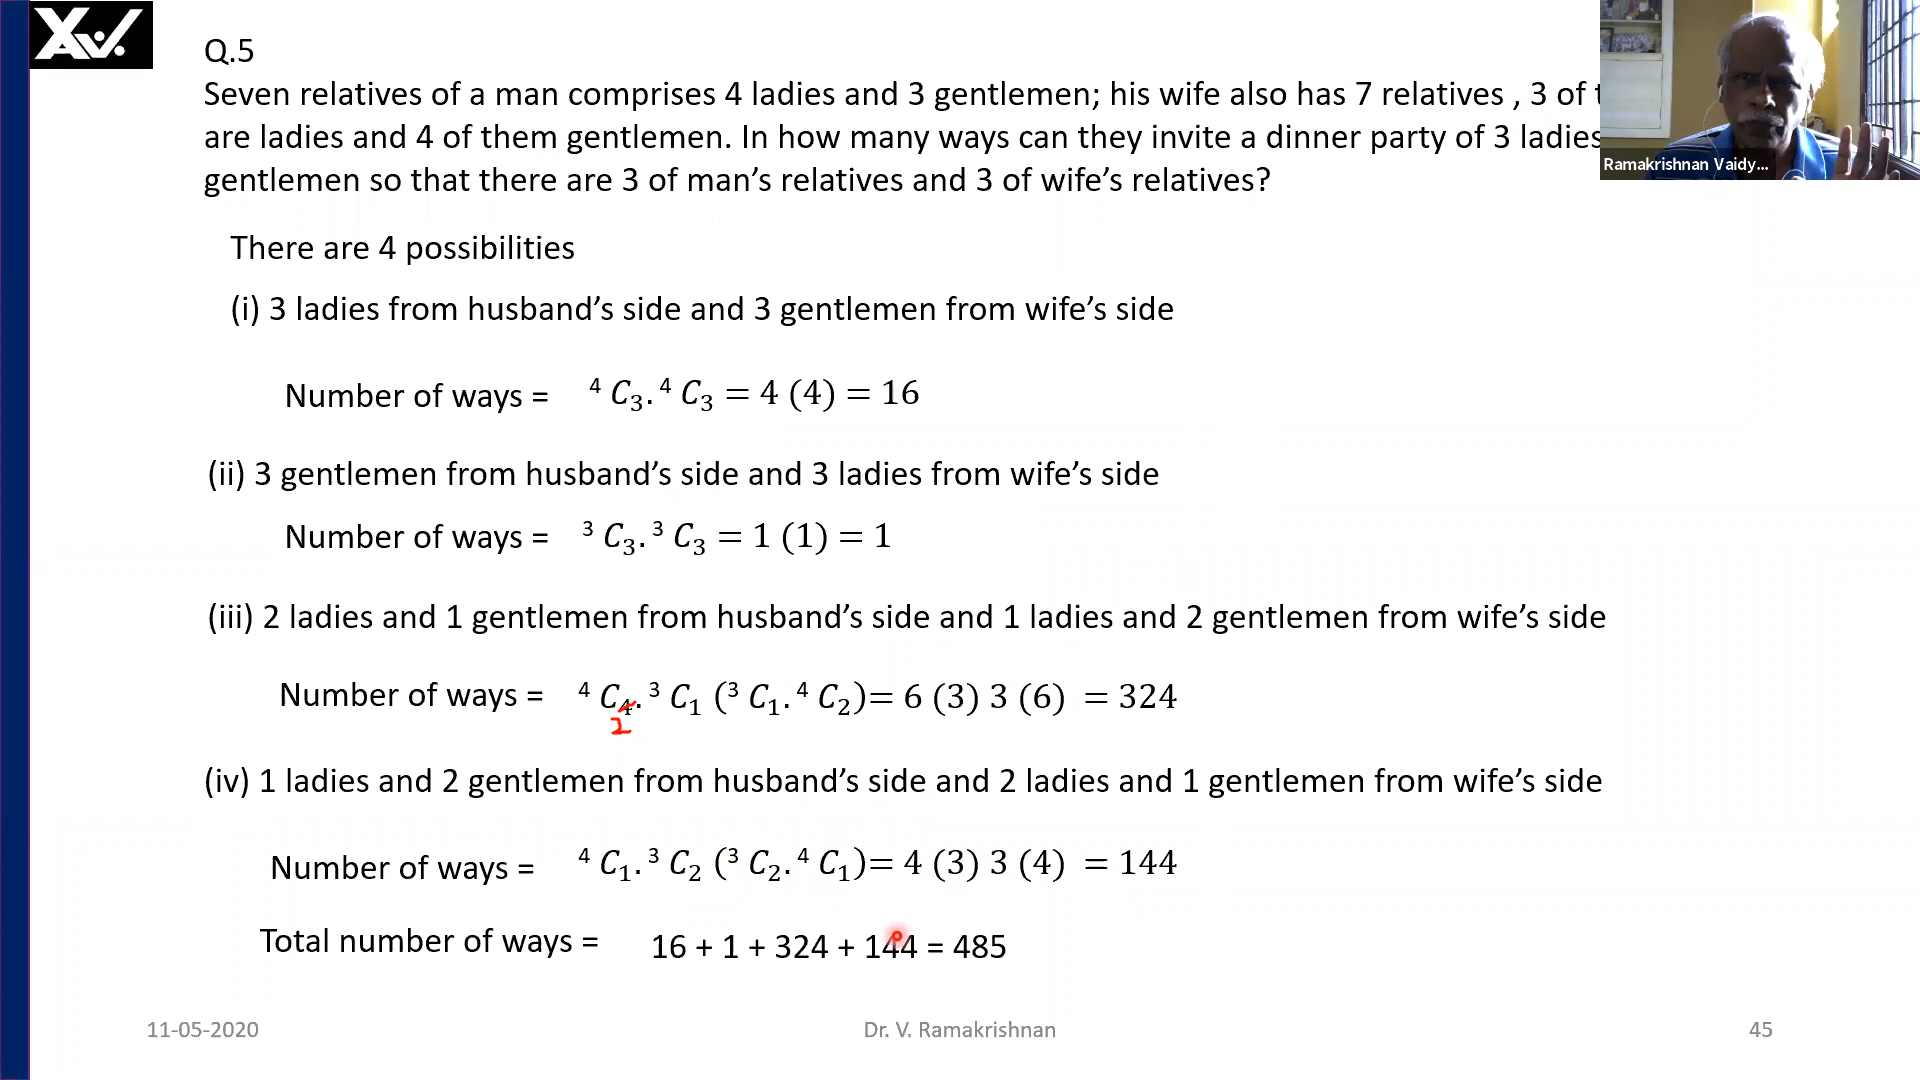 XV.
Q.5
Seven relatives of a man comprises 4 ladies and 3 gentlemen; his wife also has 7 relatives , 3 of
are ladies and 4 of them gentlemen. In how many ways can they invite a dinner party of 3 ladies
gentlemen so that there are 3 of man’s relatives and 3 of wife’s relatives?
Ramakrishnan Vaidy...
There are 4 possibilities
(i) 3 ladies from husband’s side and 3 gentlemen from wife’s side
Number of ways = ⁴C₃.⁴C₃ = 4 (4) = 16
(ii) 3 gentlemen from husband’s side and 3 ladies from wife’s side
Number of ways = ³C₃.³C₃ = 1 (1) = 1
(iii) 2 ladies and 1 gentlemen from husband’s side and 1 ladies and 2 gentlemen from wife’s side
Number of ways = ⁴C₄.³C₁ (³C₁.⁴C₂)= 6 (3) 3 (6) = 324
2
(iv) 1 ladies and 2 gentlemen from husband’s side and 2 ladies and 1 gentlemen from wife’s side
Number of ways = ⁴C₁.³C₂ (³C₂.⁴C₁)= 4 (3) 3 (4) = 144
Total number of ways = 16 + 1 + 324 + 144 = 485
11-05-2020 Dr. V. Ramakrishnan 45